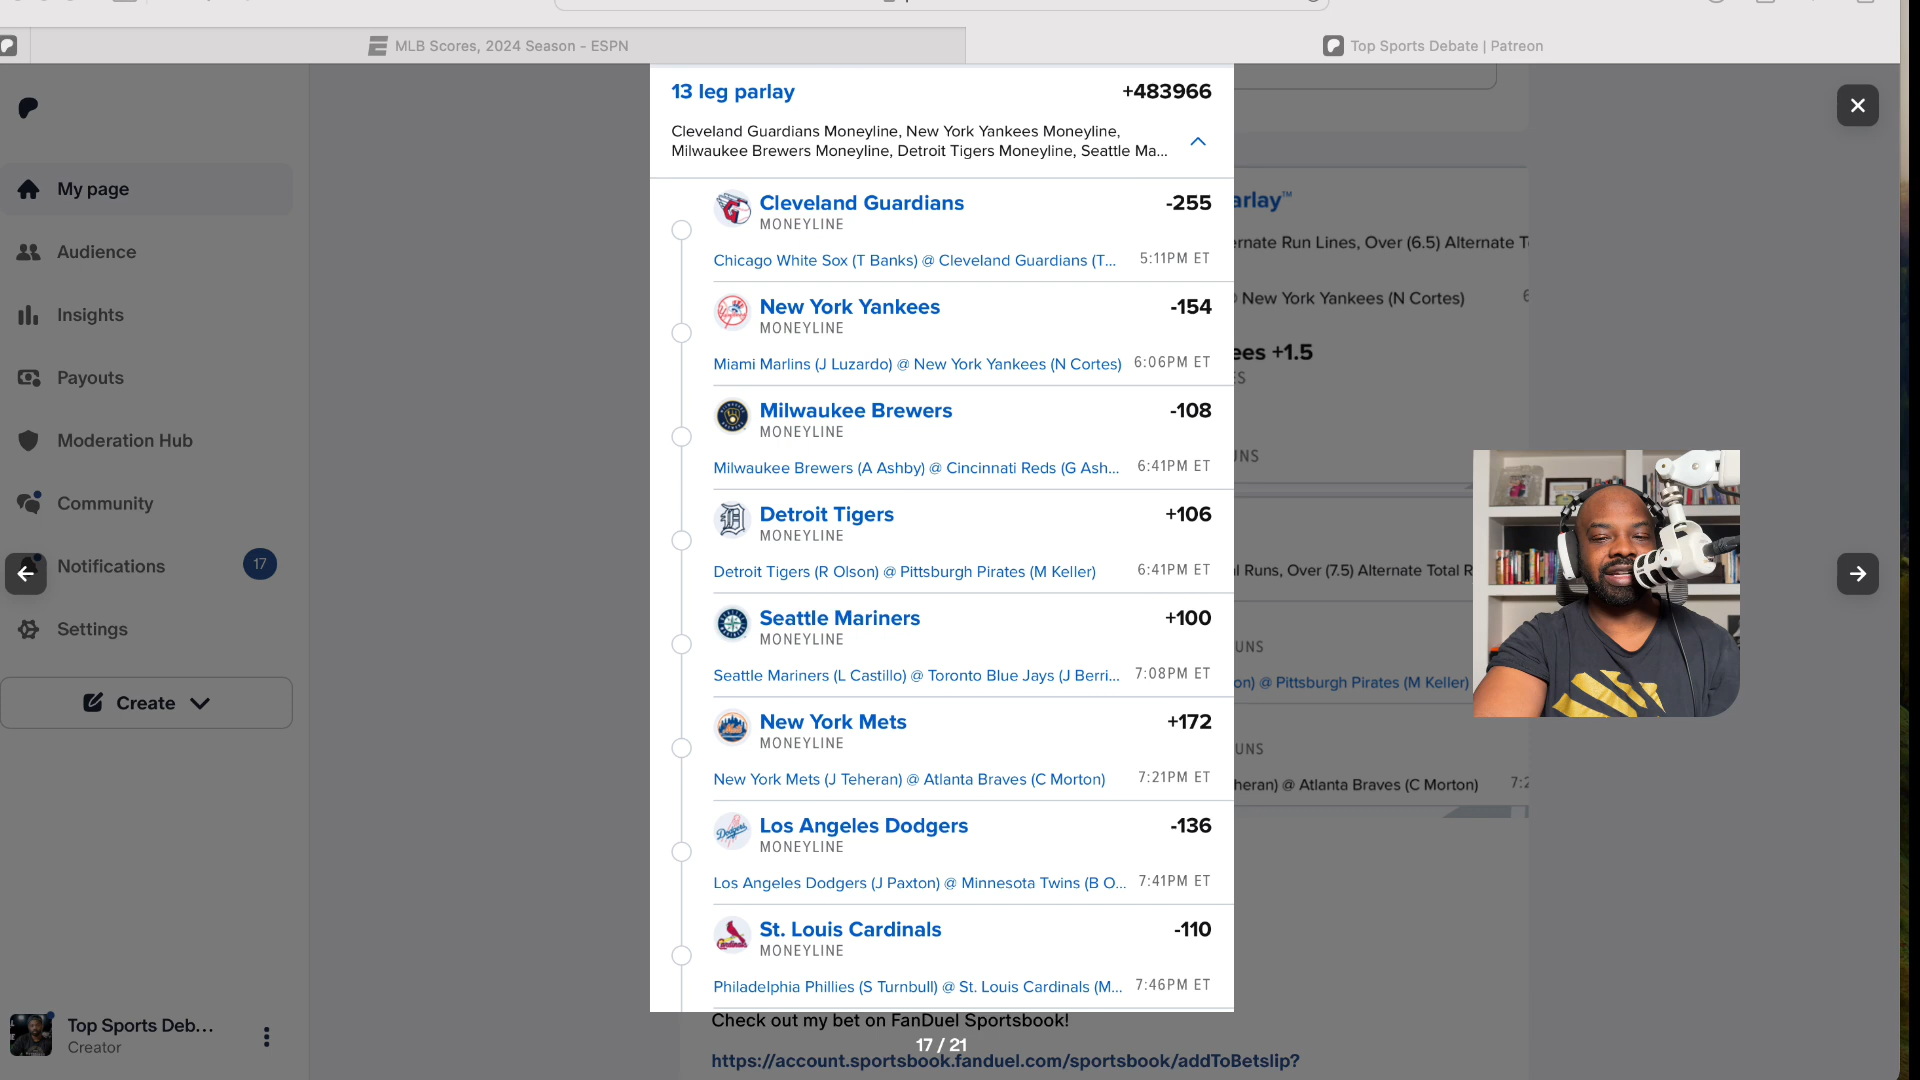 MLB Scores, 2024 Season - ESPN
Top Sports Debate | Patreon
My page
Audience
Insights
Payouts
Moderation Hub
Community
Notifications
17
Settings
Create
Top Sports Deb...
Creator
13 leg parlay
+483966
Cleveland Guardians Moneyline, New York Yankees Moneyline,
Milwaukee Brewers Moneyline, Detroit Tigers Moneyline, Seattle Ma...
Cleveland Guardians
-255
MONEYLINE
Chicago White Sox (T Banks) @ Cleveland Guardians (T...
5:11PM ET
New York Yankees
-154
MONEYLINE
Miami Marlins (J Luzardo) @ New York Yankees (N Cortes)
6:06PM ET
Milwaukee Brewers
-108
MONEYLINE
Milwaukee Brewers (A Ashby) @ Cincinnati Reds (G Ash...
6:41PM ET
Detroit Tigers
+106
MONEYLINE
Detroit Tigers (R Olson) @ Pittsburgh Pirates (M Keller)
6:41PM ET
Seattle Mariners
+100
MONEYLINE
Seattle Mariners (L Castillo) @ Toronto Blue Jays (J Berri...
7:08PM ET
New York Mets
+172
MONEYLINE
New York Mets (J Teheran) @ Atlanta Braves (C Morton)
7:21PM ET
Los Angeles Dodgers
-136
MONEYLINE
Los Angeles Dodgers (J Paxton) @ Minnesota Twins (B O...
7:41PM ET
St. Louis Cardinals
-110
MONEYLINE
Philadelphia Phillies (S Turnbull) @ St. Louis Cardinals (M...
7:46PM ET
arlay™
ernate Run Lines, Over (6.5) Alternate T
New York Yankees (N Cortes)
ees +1.5
UNS
l Runs, Over (7.5) Alternate Total R
UNS
on) @ Pittsburgh Pirates (M Keller)
UNS
heran) @ Atlanta Braves (C Morton)
7:2
Check out my bet on FanDuel Sportsbook!
17 / 21
https://account.sportsbook.fanduel.com/sportsbook/addToBetslip?